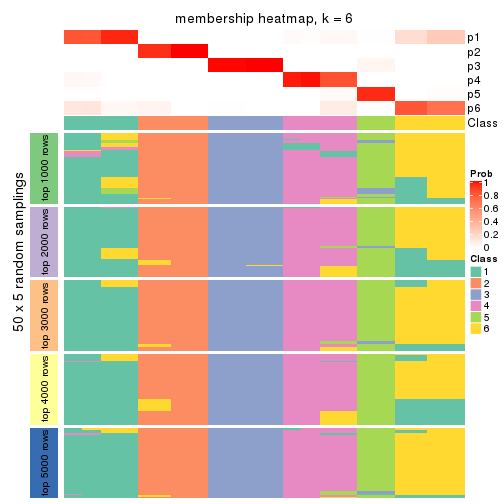 membership heatmap, k = 6
p1
p2
p3
p4
p5
p6
Class
50 x 5 random samplings
top 1000 rows
top 2000 rows
top 3000 rows
top 4000 rows
top 5000 rows
Prob
1
0.8
0.6
0.4
0.2
0
Class
1
2
3
4
5
6